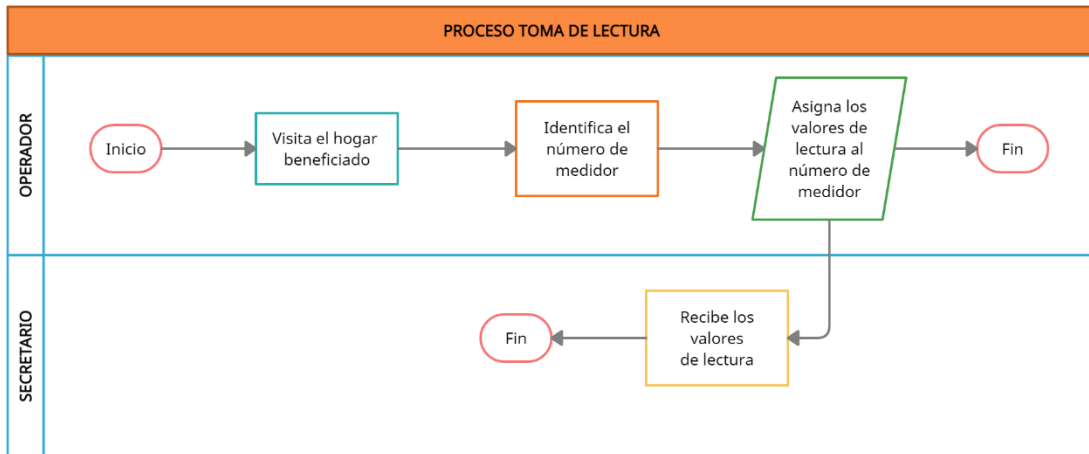 PROCESO TOMA DE LECTURA
OPERADOR
Inicio
Visita el hogar
beneficiado
Identifica el
número de
medidor
Asigna los
valores de
lectura al
número de
medidor
Fin
SECRETARIO
Fin
Recibe los
valores
de lectura